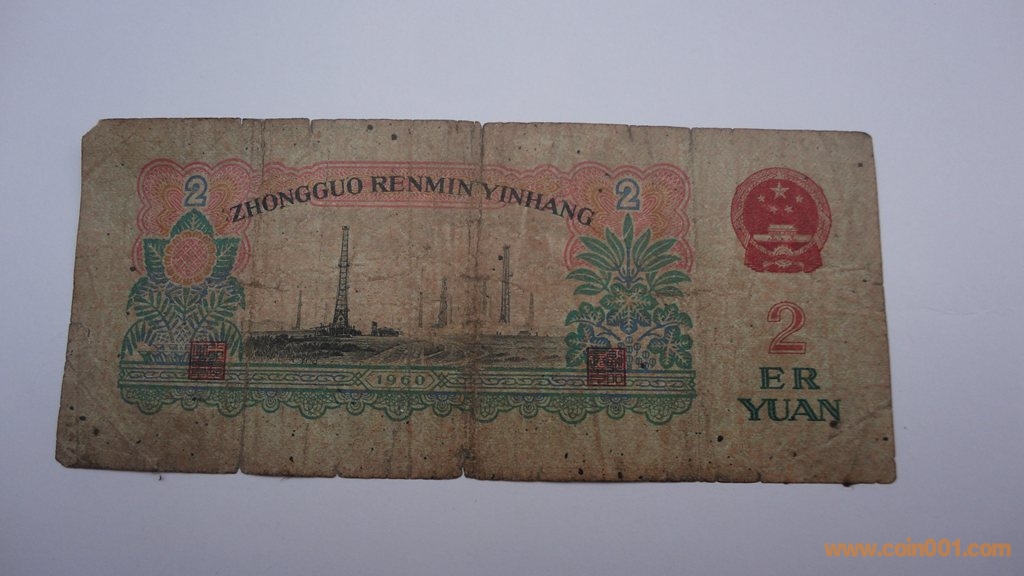 2
2
ZHONGGUO RENMIN YINHANG
1960
2
ER
YUAN
www.coin001.com